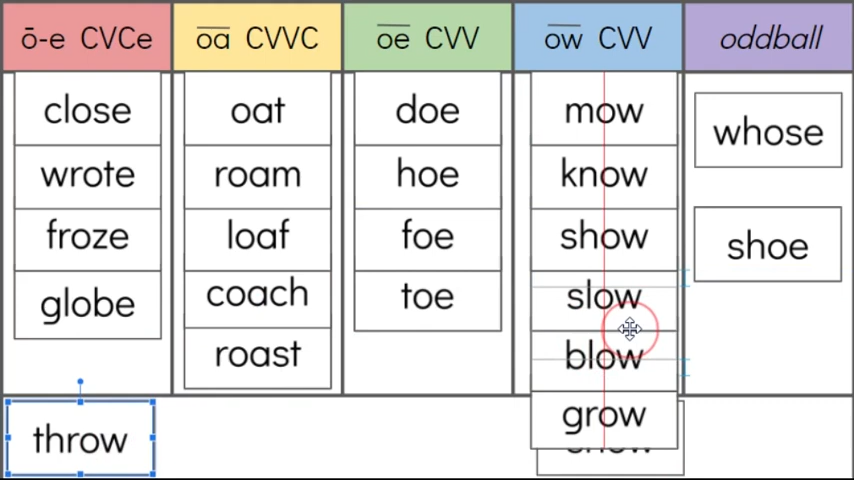 ō-e CVCe
oa CVVC
oe CVV
ow CVV
oddball
close
oat
doe
mow
whose
wrote
roam
hoe
know
froze
loaf
foe
show
shoe
globe
coach
toe
slow
roast
blow
grow
throw